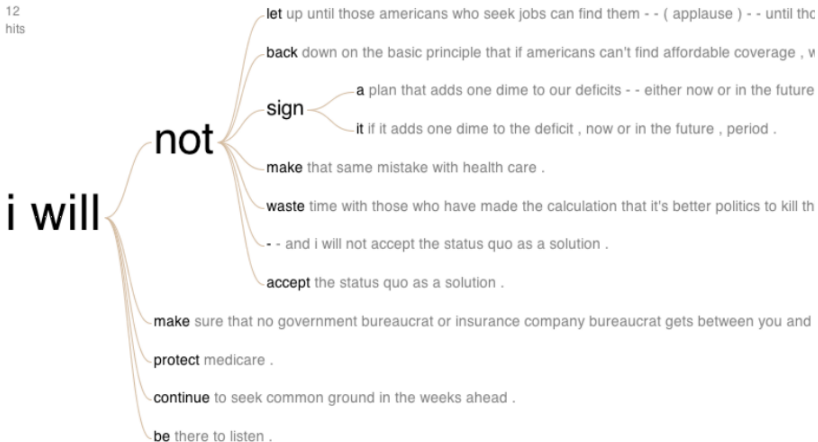 12
hits
let up until those americans who seek jobs can find them - - ( applause ) - - until
back down on the basic principle that if americans can't find affordable coverage ,
a plan that adds one dime to our deficits - - either now or in the future
sign
it if it adds one dime to the deficit , now or in the future , period .
not
make that same mistake with health care .
i will
waste time with those who have made the calculation that it's better politics to kill
- - and i will not accept the status quo as a solution .
accept the status quo as a solution .
make sure that no government bureaucrat or insurance company bureaucrat gets between you and
protect medicare .
continue to seek common ground in the weeks ahead .
be there to listen .